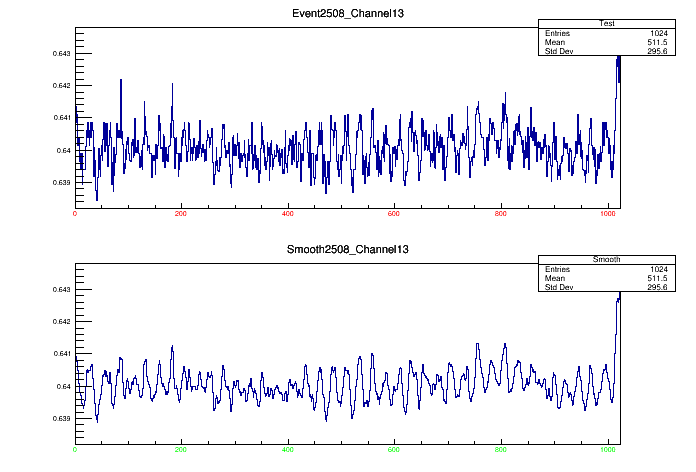 Event2508_Channel13
Test
Entries 1024
Mean 511.5
Std Dev 295.6
0.643
0.642
0.641
0.64
0.639
0 200 400 600 800 1000
Smooth2508_Channel13
Smooth
Entries 1024
Mean 511.5
Std Dev 295.6
0.643
0.642
0.641
0.64
0.639
0 200 400 600 800 1000